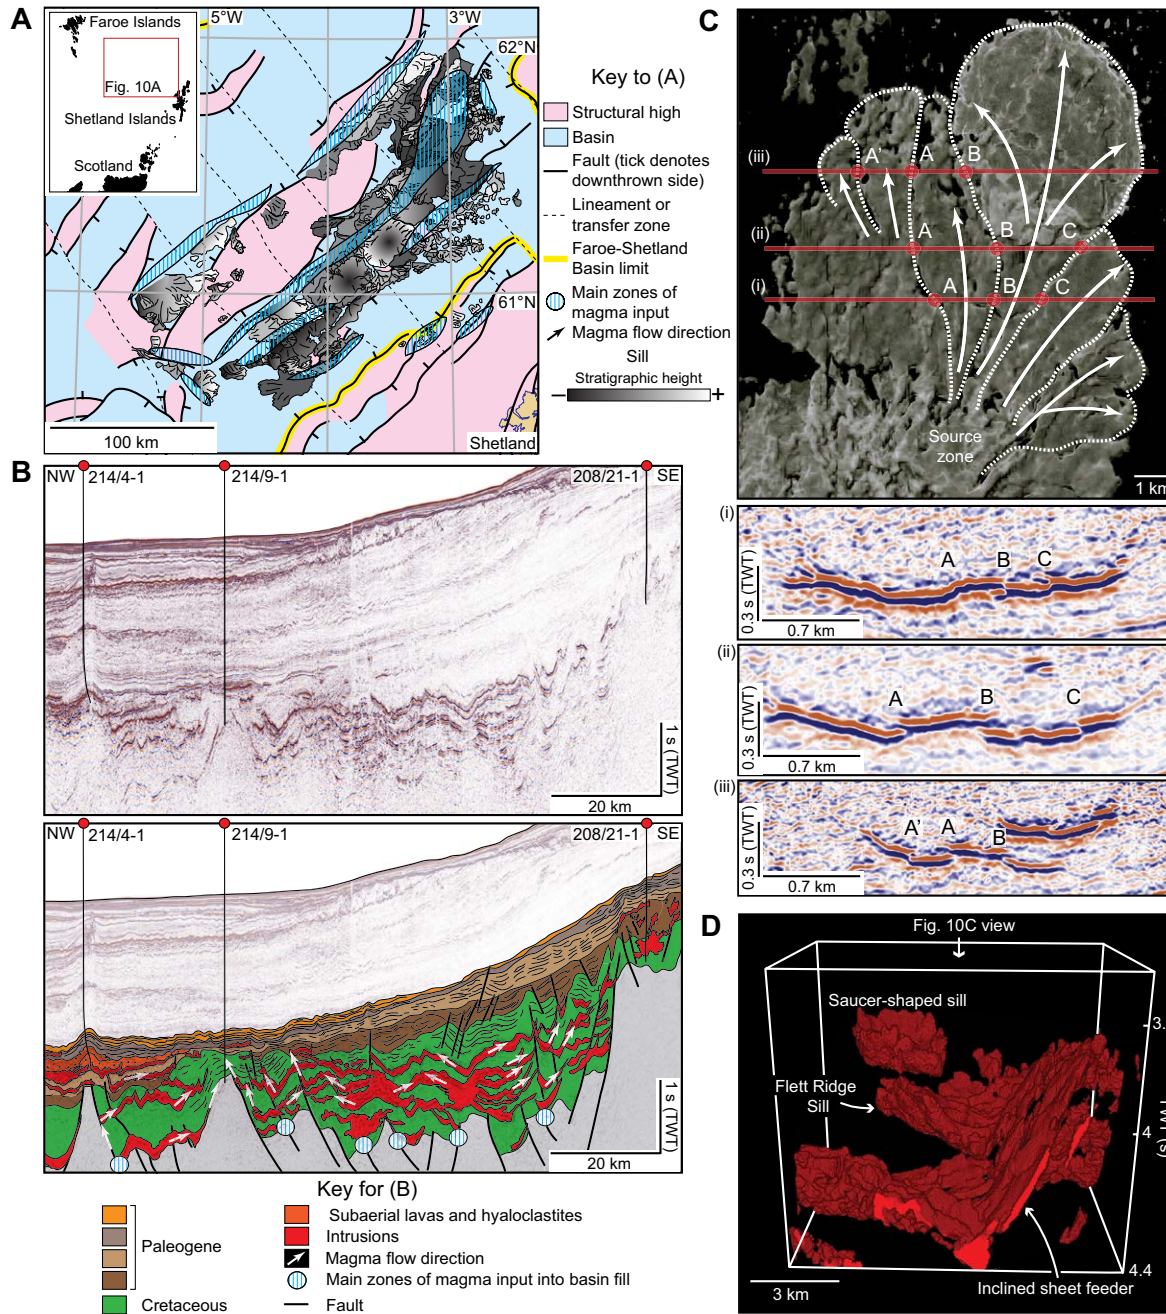 A
Faroe Islands
Fig. 10A
Shetland Islands
Scotland
5°W
3°W
62°N
61°N
100 km
Shetland
Key to (A)
Structural high
Basin
Fault (tick denotes
downthrown side)
Lineament or
transfer zone
Faroe-Shetland
Basin limit
Main zones of
magma input
Magma flow direction
Sill
Stratigraphic height
– +
B
NW 214/4-1 214/9-1 208/21-1 SE
1 s (TWT)
20 km
NW 214/4-1 214/9-1 208/21-1 SE
1 s (TWT)
20 km
Key for (B)
Paleogene
Cretaceous
Subaerial lavas and hyaloclastites
Intrusions
Magma flow direction
Main zones of magma input into basin fill
Fault
C
(iii) A' A B
(ii) A B C
(i) A B C
Source
zone
1 km
(i)
A B C
0.3 s (TWT)
0.7 km
(ii)
A B C
0.3 s (TWT)
0.7 km
(iii)
A' A B
0.3 s (TWT)
0.7 km
D
Fig. 10C view
Saucer-shaped sill
Flett Ridge
Sill
3.
4
TWT (s)
4.4
Inclined sheet feeder
3 km